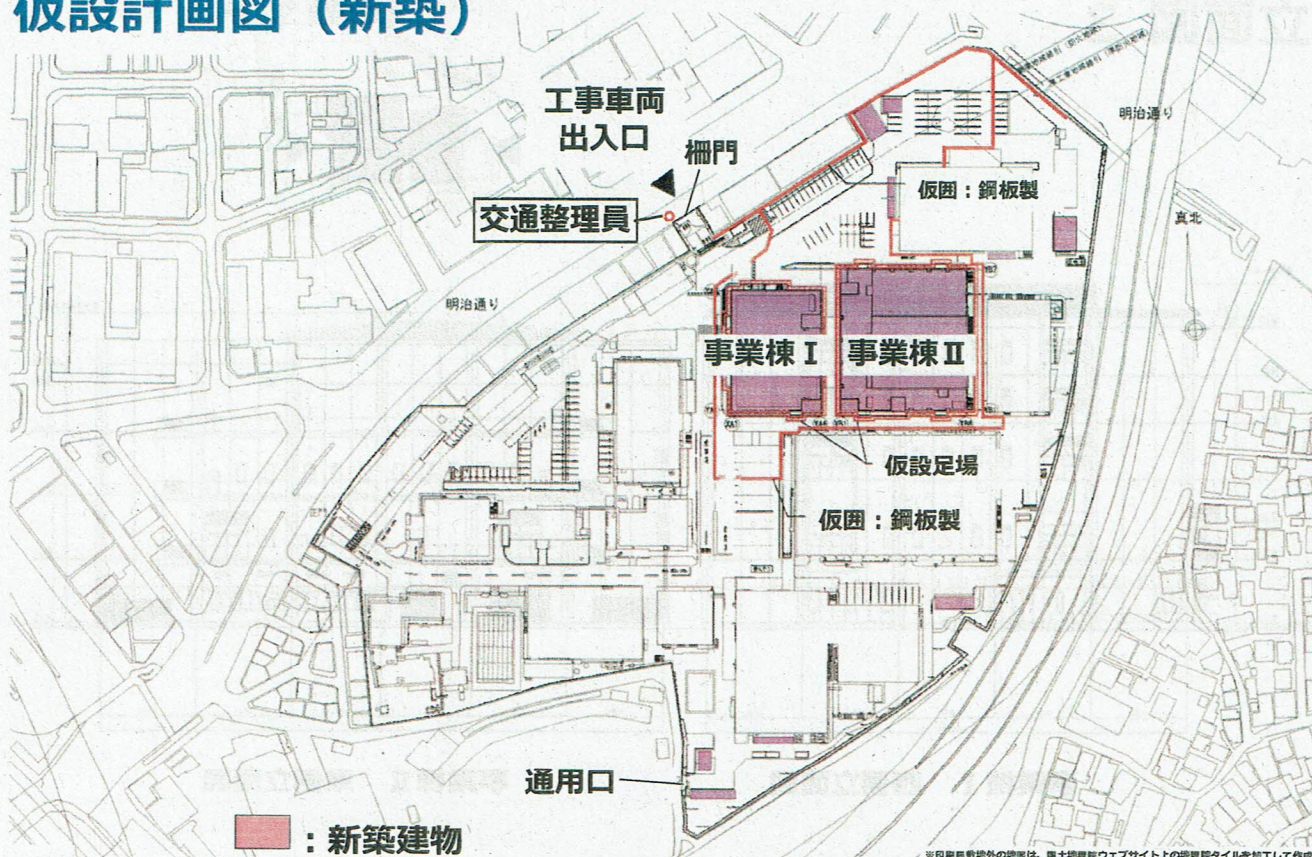 仮設計画図（新築）
工事車両
出入口
柵門
明治通り
仮囲：鋼板製
交通整理員
真北
明治通り
事業棟Ⅰ
事業棟Ⅱ
仮設足場
仮囲：鋼板製
通用口
：新築建物